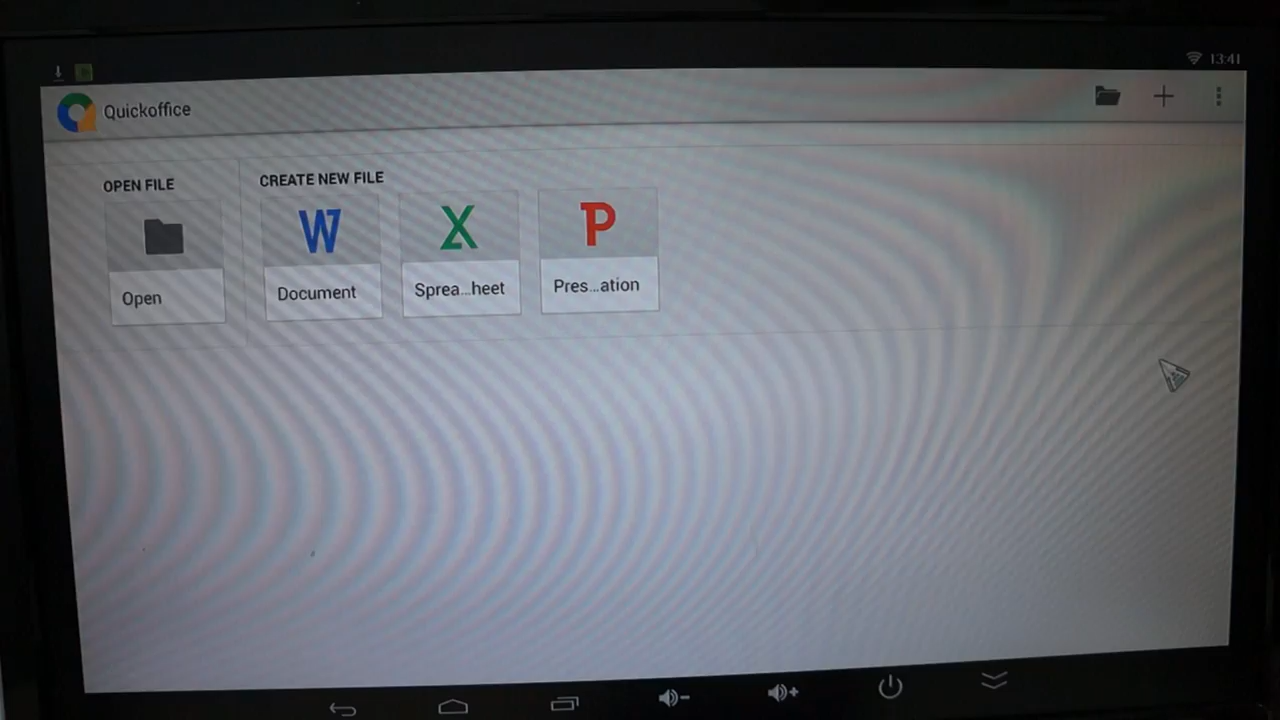 13:41
Quickoffice
OPEN FILE
CREATE NEW FILE
W
X
P
Open
Document
Sprea...heet
Pres...ation